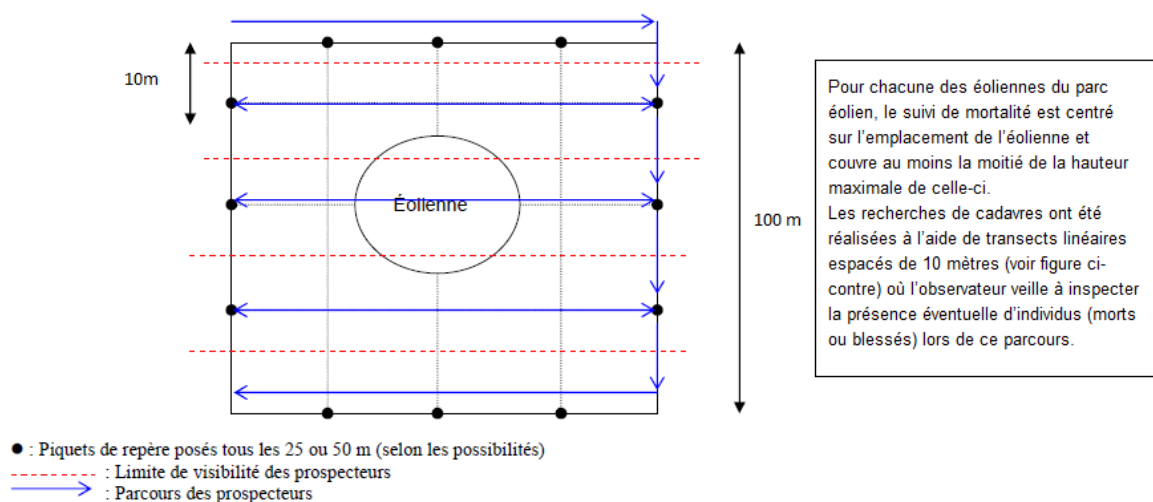 10m
Éolienne
100 m
Pour chacune des éoliennes du parc
éolien, le suivi de mortalité est centré
sur l'emplacement de l'éolienne et
couvre au moins la moitié de la hauteur
maximale de celle-ci.
Les recherches de cadavres ont été
réalisées à l'aide de transects linéaires
espacés de 10 mètres (voir figure ci-
contre) où l'observateur veille à inspecter
la présence éventuelle d'individus (morts
ou blessés) lors de ce parcours.
● : Piquets de repère posés tous les 25 ou 50 m (selon les possibilités)
: Limite de visibilité des prospecteurs
: Parcours des prospecteurs